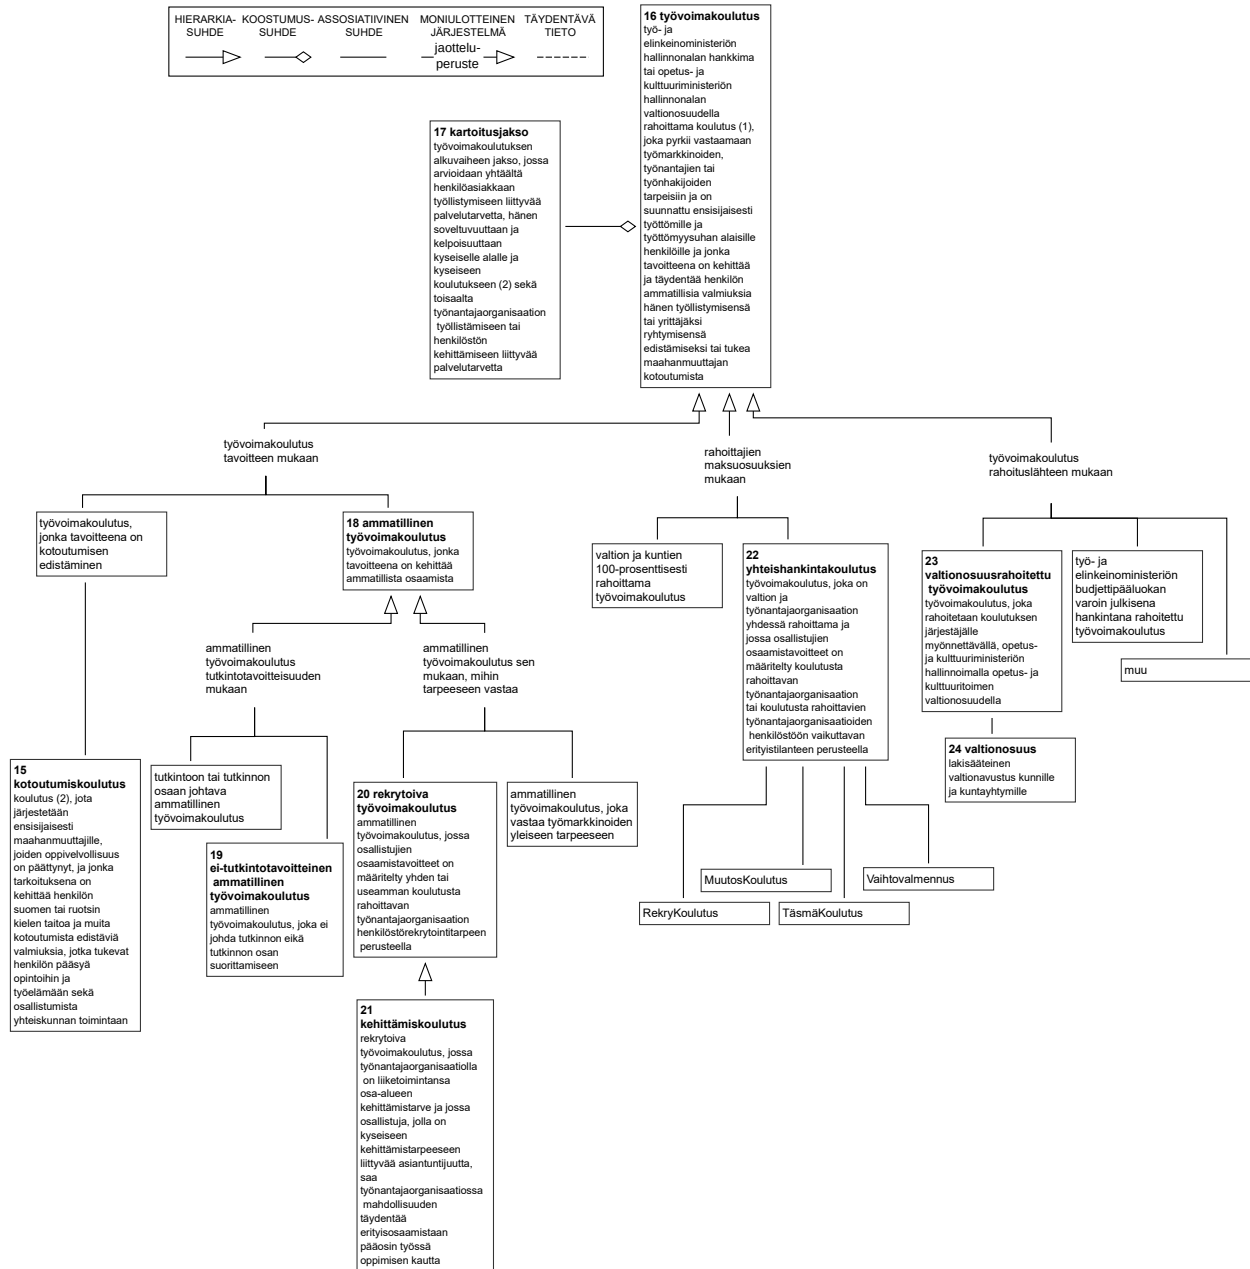 HIERARKIA- KOOSTUMUS- ASSOSIATIIVINEN MONIULOTTEINEN TÄYDENTÄVÄ
SUHDE SUHDE SUHDE JÄRJESTELMÄ TIETO
jaottelu-
peruste
16 työvoimakoulutus
työ- ja
elinkeinoministeriön
hallinnonalan hankkima
tai opetus- ja
kulttuuriministeriön
hallinnonalan
valtionosuudella
rahoittama koulutus (1),
joka pyrkii vastaamaan
työmarkkinoiden,
työnantajien tai
työnhakijoiden
tarpeisiin ja on
suunnattu ensisijaisesti
työttömille ja
työttömyysuhan alaisille
henkilöille ja jonka
tavoitteena on kehittää
ja täydentää henkilön
ammatillisia valmiuksia
hänen työllistymisensä
tai yrittäjäksi
ryhtymisensä
edistämiseksi tai tukea
maahanmuuttajan
kotoutumista
17 kartoitusjakso
työvoimakoulutuksen
alkuvaiheen jakso, jossa
arvioidaan yhtäältä
henkilöasiakkaan
työllistymiseen liittyvää
palvelutarvetta, hänen
soveltuvuuttaan ja
kelpoisuuttaan
kyseiselle alalle ja
kyseiseen
koulutukseen (2) sekä
toisaalta
työnantajaorganisaation
työllistämiseen tai
henkilöstön
kehittämiseen liittyvää
palvelutarvetta
työvoimakoulutus
tavoitteen mukaan
rahoittajien
maksuosuuksien
mukaan
työvoimakoulutus
rahoituslähteen mukaan
työvoimakoulutus,
jonka tavoitteena on
kotoutumisen
edistäminen
18 ammatillinen
työvoimakoulutus
työvoimakoulutus, jonka
tavoitteena on kehittää
ammatillista osaamista
valtion ja kuntien
100-prosenttisesti
rahoittama
työvoimakoulutus
22
yhteishankintakoulutus
työvoimakoulutus, joka on
valtion ja
työnantajaorganisaation
yhdessä rahoittama ja
jossa osallistujien
osaamistavoitteet on
määritelty koulutusta
rahoittavan
työnantajaorganisaation
tai koulutusta rahoittavien
työnantajaorganisaatioiden
henkilöstöön vaikuttavan
erityistilanteen perusteella
23
valtionosuusrahoitettu
työvoimakoulutus
työvoimakoulutus, joka
rahoitetaan koulutuksen
järjestäjälle
myönnettävällä, opetus-
ja kulttuuriministeriön
hallinnoimalla opetus- ja
kulttuuritoimen
valtionosuudella
työ- ja
elinkeinoministeriön
budjettipääluokan
varoin julkisena
hankintana rahoitettu
työvoimakoulutus
muu
24 valtionosuus
lakisääteinen
valtionavustus kunnille
ja kuntayhtymille
ammatillinen
työvoimakoulutus
tutkintotavoitteisuuden
mukaan
ammatillinen
työvoimakoulutus sen
mukaan, mihin
tarpeeseen vastaa
15
kotoutumiskoulutus
koulutus (2), jota
järjestetään
ensisijaisesti
maahanmuuttajille,
joiden oppivelvollisuus
on päättynyt, ja jonka
tarkoituksena on
kehittää henkilön
suomen tai ruotsin
kielen taitoa ja muita
kotoutumista edistäviä
valmiuksia, jotka tukevat
henkilön pääsyä
opintoihin ja
työelämään sekä
osallistumista
yhteiskunnan toimintaan
tutkintoon tai tutkinnon
osaan johtava
ammatillinen
työvoimakoulutus
19
ei-tutkintotavoitteinen
ammatillinen
työvoimakoulutus
ammatillinen
työvoimakoulutus, joka ei
johda tutkinnon eikä
tutkinnon osan
suorittamiseen
20 rekrytoiva
työvoimakoulutus
ammatillinen
työvoimakoulutus, jossa
osallistujien
osaamistavoitteet on
määritelty yhden tai
useamman koulutusta
rahoittavan
työnantajaorganisaation
henkilöstörekrytointitarpeen
perusteella
ammatillinen
työvoimakoulutus, joka
vastaa työmarkkinoiden
yleiseen tarpeeseen
MuutosKoulutus
Vaihtovalmennus
RekryKoulutus
TäsmäKoulutus
21
kehittämiskoulutus
rekrytoiva
työvoimakoulutus, jossa
työnantajaorganisaatiolla
on liiketoimintansa
osa-alueen
kehittämistarve ja jossa
osallistuja, jolla on
kyseiseen
kehittämistarpeeseen
liittyvää asiantuntijuutta,
saa
työnantajaorganisaatiossa
mahdollisuuden
täydentää
erityisosaamistaan
pääosin työssä
oppimisen kautta